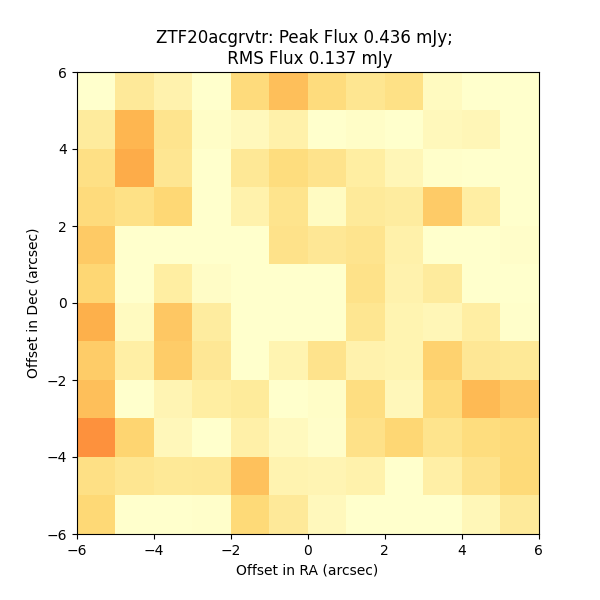 ZTF20acgrvtr: Peak Flux 0.436 mJy;
RMS Flux 0.137 mJy
6
4
2
0
−2
−4
−6
Offset in Dec (arcsec)
−6 −4 −2 0 2 4 6
Offset in RA (arcsec)